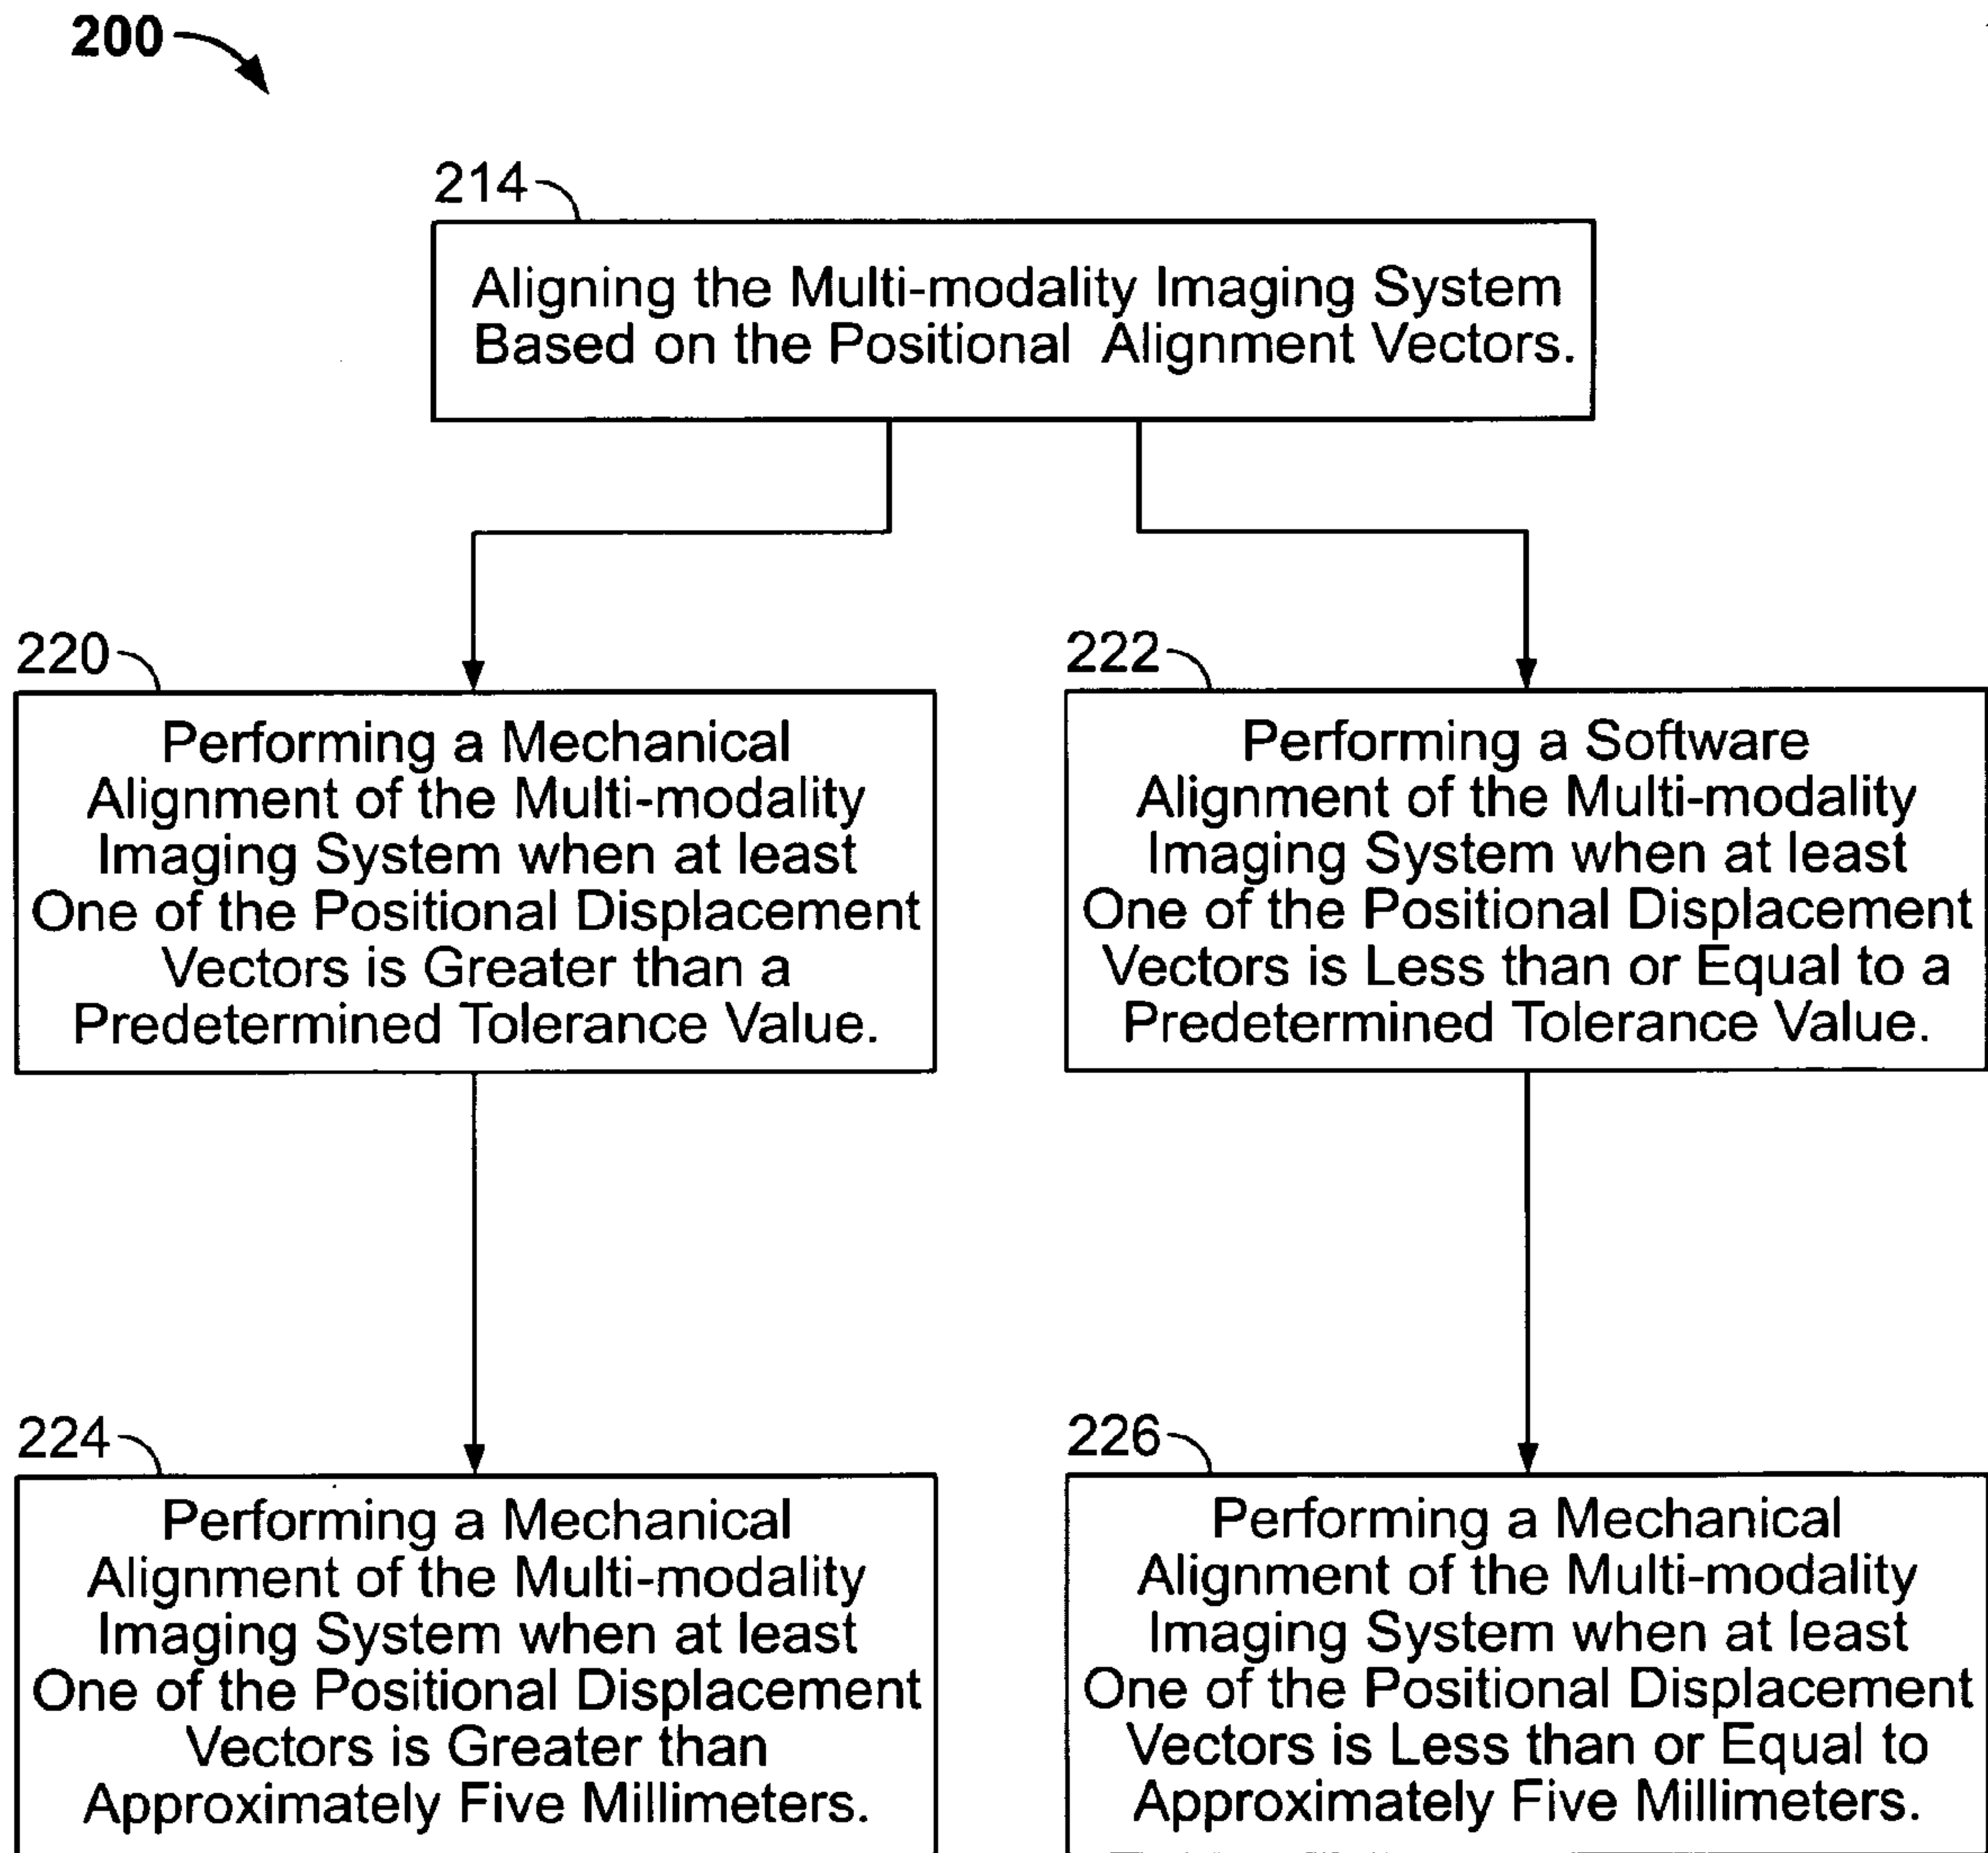 200
214
Aligning the Multi-modality Imaging System
Based on the Positional Alignment Vectors.
220
Performing a Mechanical
Alignment of the Multi-modality
Imaging System when at least
One of the Positional Displacement
Vectors is Greater than a
Predetermined Tolerance Value.
222
Performing a Software
Alignment of the Multi-modality
Imaging System when at least
One of the Positional Displacement
Vectors is Less than or Equal to a
Predetermined Tolerance Value.
224
Performing a Mechanical
Alignment of the Multi-modality
Imaging System when at least
One of the Positional Displacement
Vectors is Greater than
Approximately Five Millimeters.
226
Performing a Mechanical
Alignment of the Multi-modality
Imaging System when at least
One of the Positional Displacement
Vectors is Less than or Equal to
Approximately Five Millimeters.